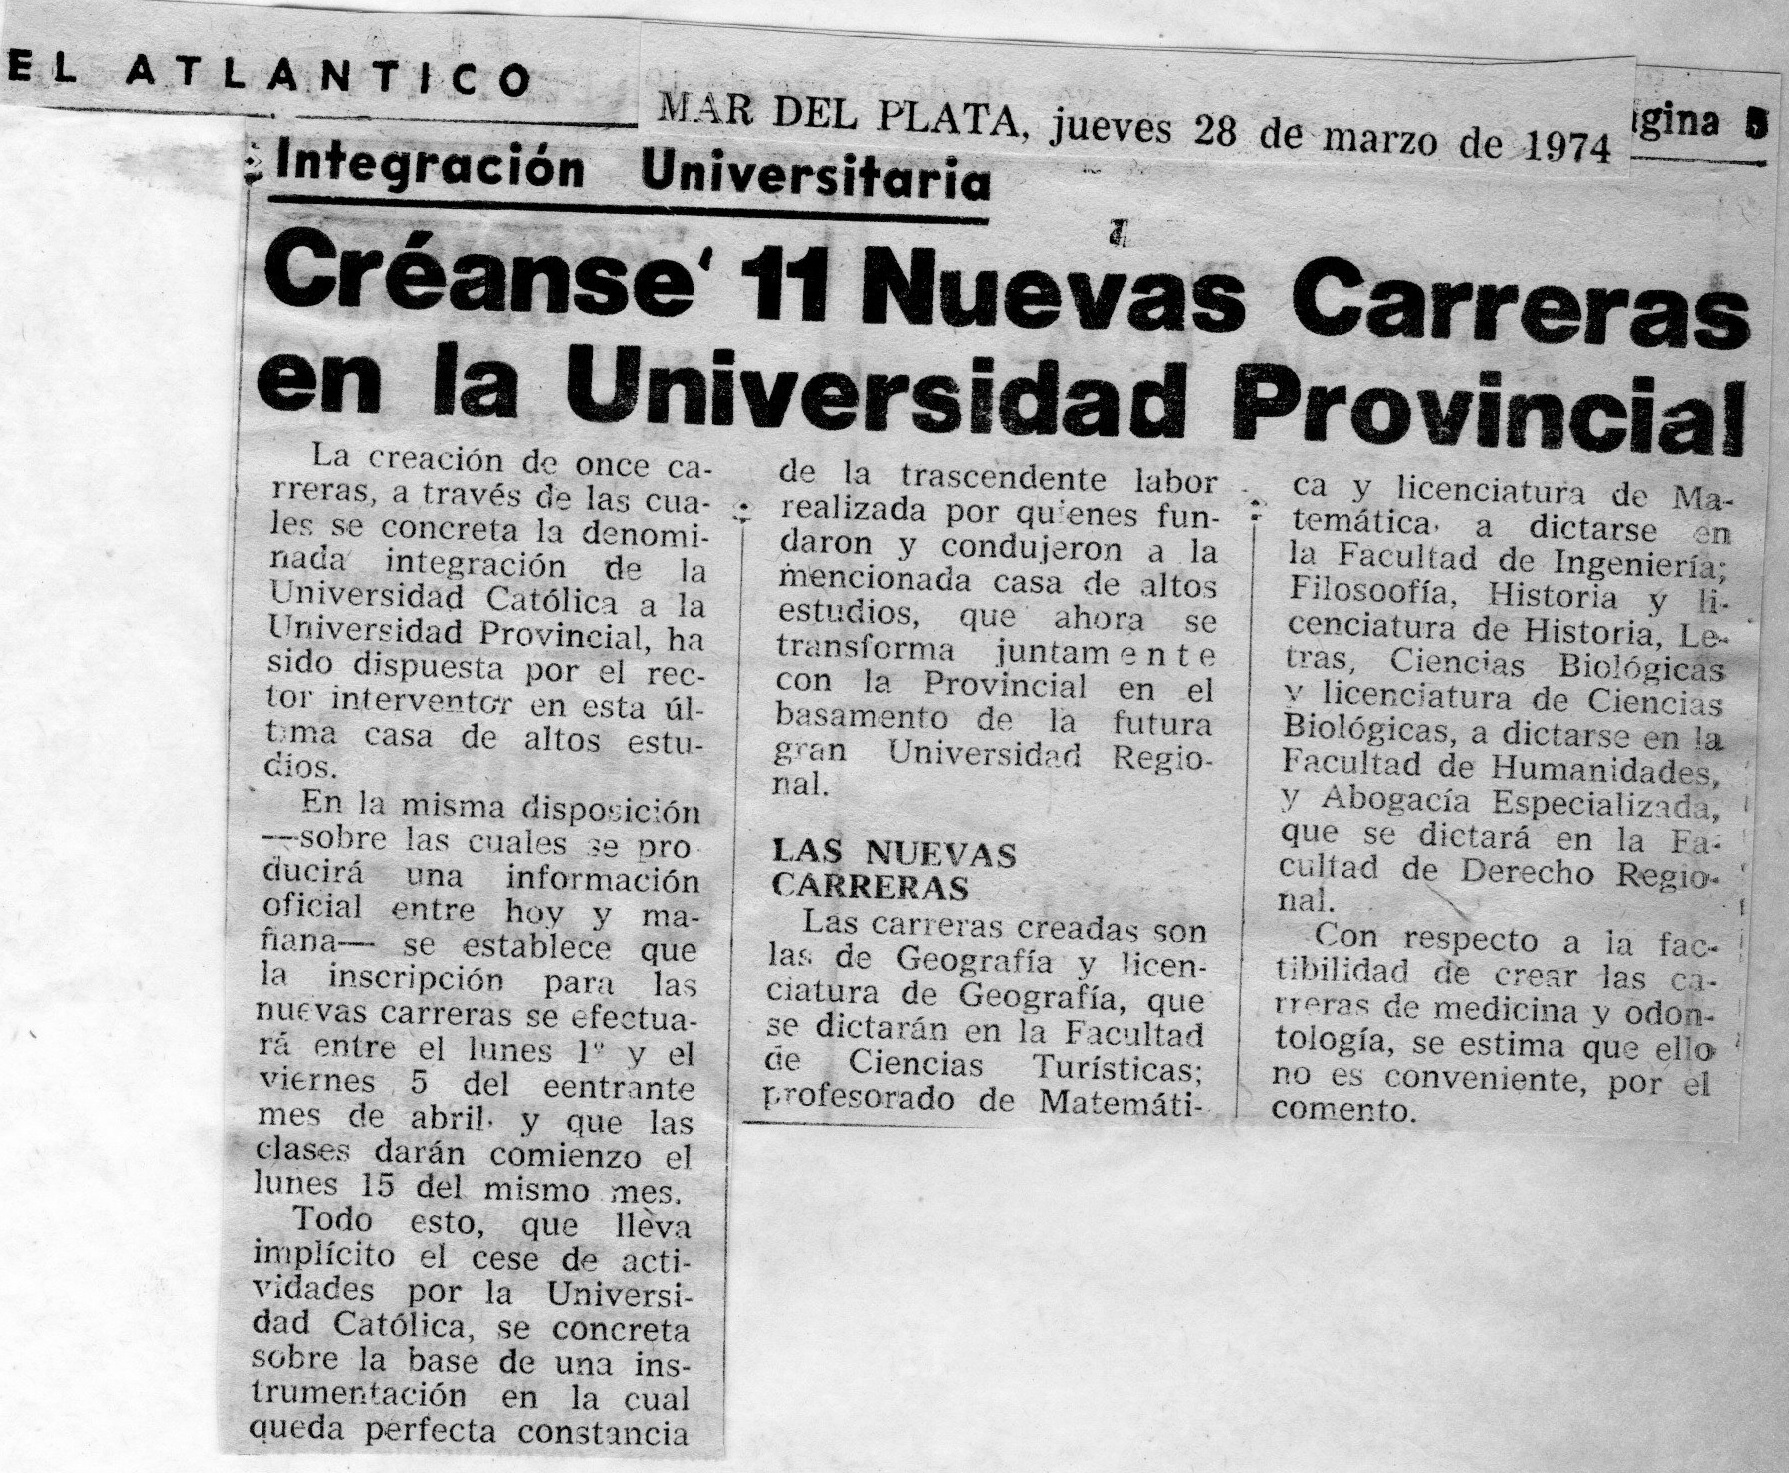 EL ATLANTICO
MAR DEL PLATA, jueves 28 de marzo de 1974
gina 5
Integración Universitaria
Créanse 11 Nuevas Carreras
en la Universidad Provincial
La creación de once ca-
rreras, a través de las cua-
les se concreta la denomi-
nada integración de la
Universidad Católica a la
Universidad Provincial, ha
sido dispuesta por el rec-
tor interventor en esta úl-
tima casa de altos estu-
dios.
En la misma disposición
—sobre las cuales se pro
ducirá una información
oficial entre hoy y ma-
ñana— se establece que
la inscripción para las
nuevas carreras se efectua-
rá entre el lunes 1º y el
viernes 5 del eentrante
mes de abril, y que las
clases darán comienzo el
lunes 15 del mismo mes.
Todo esto, que lleva
implícito el cese de acti-
vidades por la Universi-
dad Católica, se concreta
sobre la base de una ins-
trumentación en la cual
queda perfecta constancia
de la trascendente labor
realizada por quienes fun-
daron y condujeron a la
mencionada casa de altos
estudios, que ahora se
transforma juntamente
con la Provincial en el
basamento de la futura
gran Universidad Regio-
nal.
LAS NUEVAS
CARRERAS
Las carreras creadas son
las de Geografía y licen-
ciatura de Geografía, que
se dictarán en la Facultad
de Ciencias Turísticas;
profesorado de Matemáti-
ca y licenciatura de Ma-
temática, a dictarse en
la Facultad de Ingeniería;
Filosoofía, Historia y li-
cenciatura de Historia, Le-
tras, Ciencias Biológicas
y licenciatura de Ciencias
Biológicas, a dictarse en la
Facultad de Humanidades,
y Abogacía Especializada,
que se dictará en la Fa-
cultad de Derecho Regio-
nal.
Con respecto a la fac-
tibilidad de crear las ca-
rreras de medicina y odon-
tología, se estima que ello
no es conveniente, por el
comento.